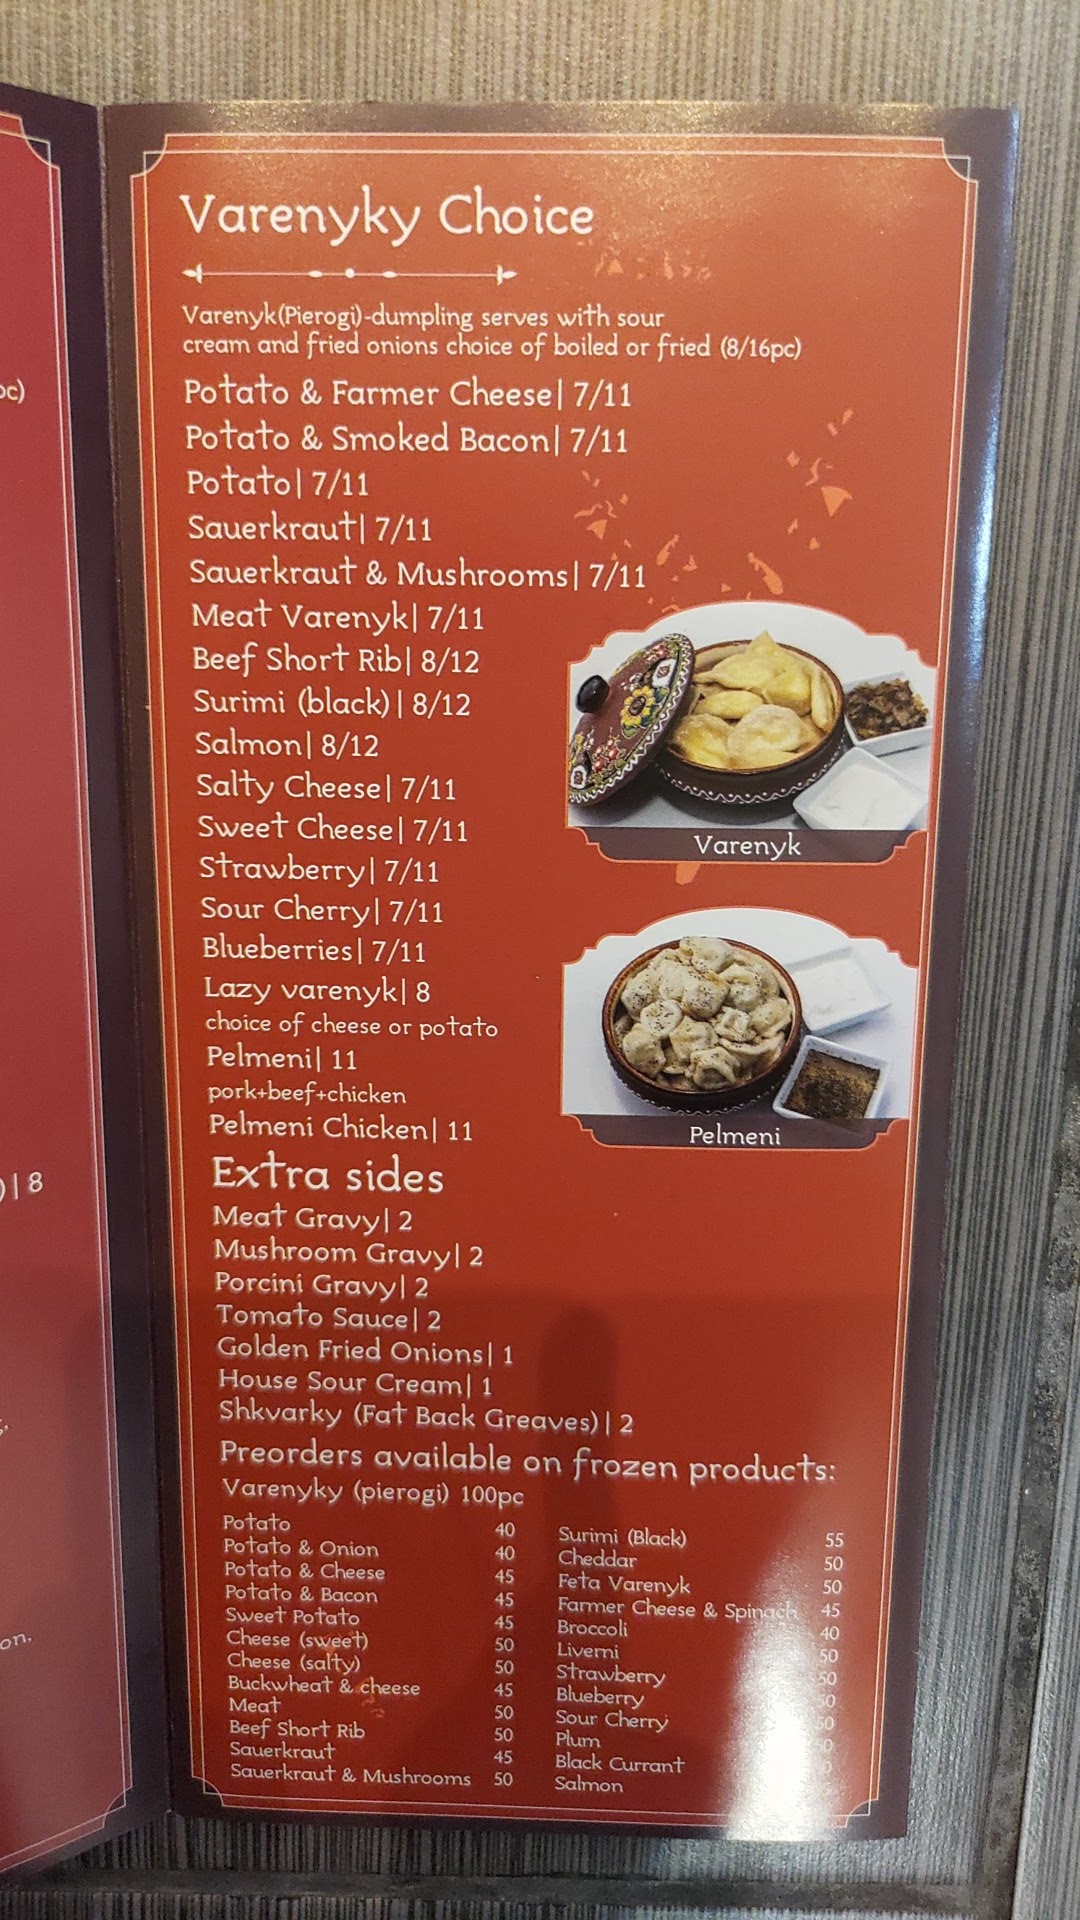 Varenyky Choice
Varenyk(Pierogi)-dumpling serves with sour
cream and fried onions choice of boiled or fried (8/16pc)
Potato & Farmer Cheese| 7/11
Potato & Smoked Bacon| 7/11
Potato| 7/11
Sauerkraut| 7/11
Sauerkraut & Mushrooms| 7/11
Meat Varenyk| 7/11
Beef Short Rib| 8/12
Surimi (black)| 8/12
Salmon| 8/12
Salty Cheese| 7/11
Sweet Cheese| 7/11
Strawberry| 7/11
Sour Cherry| 7/11
Blueberries| 7/11
Lazy varenyk| 8
choice of cheese or potato
Pelmeni| 11
pork+beef+chicken
Pelmeni Chicken| 11
Varenyk
Pelmeni
Extra sides
Meat Gravy| 2
Mushroom Gravy| 2
Porcini Gravy| 2
Tomato Sauce| 2
Golden Fried Onions| 1
House Sour Cream| 1
Shkvarky (Fat Back Greaves)| 2
Preorders available on frozen products:
Varenyky (pierogi) 100pc
Potato 40
Potato & Onion 40
Potato & Cheese 45
Potato & Bacon 45
Sweet Potato 45
Cheese (sweet) 50
Cheese (salty) 50
Buckwheat & cheese 45
Meat 50
Beef Short Rib 50
Sauerkraut 45
Sauerkraut & Mushrooms 50
Surimi (Black) 55
Cheddar 50
Feta Varenyk 50
Farmer Cheese & Spinach 45
Broccoli 40
Liverni 50
Strawberry 50
Blueberry
Sour Cherry
Plum
Black Currant
Salmon
pc)
)| 8
on,